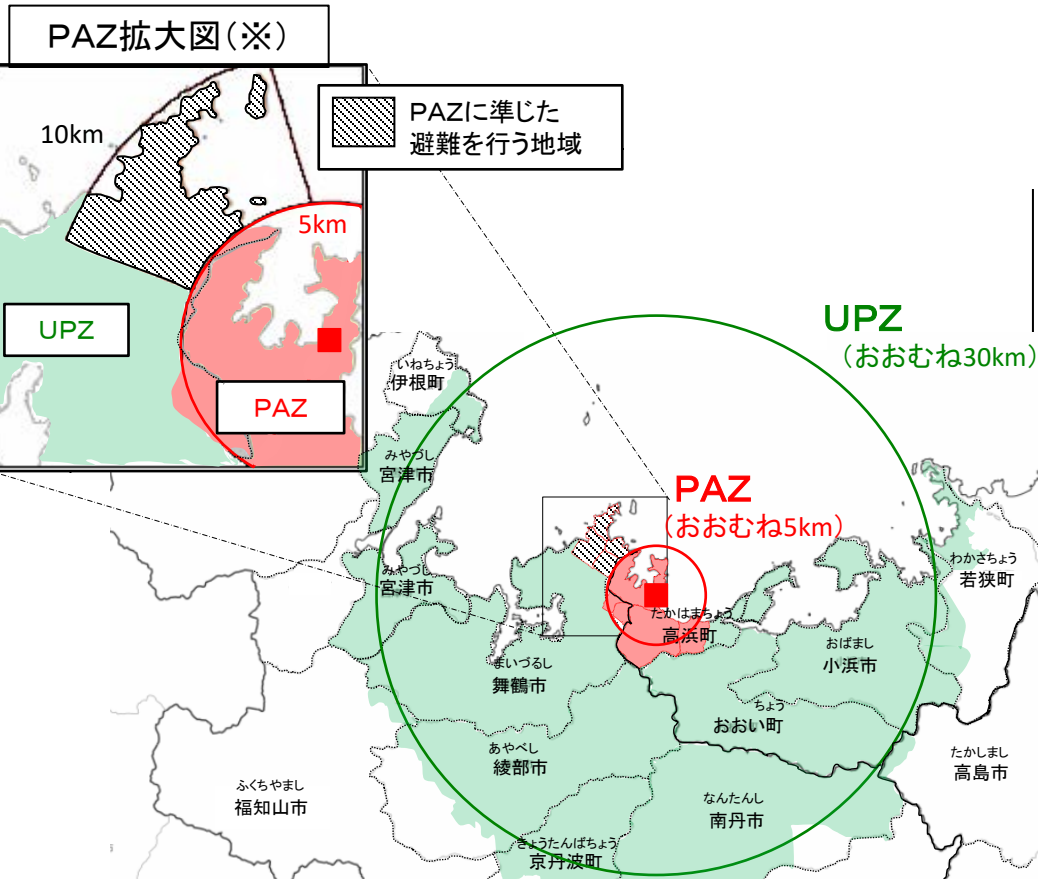 PAZ拡大図(※)
10km
PAZに準じた
避難を行う地域
5km
UPZ
PAZ
UPZ
(おおむね30km)
いねちょう
伊根町
みやづし
宮津市
PAZ
(おおむね5km)
みやづし
宮津市
わかさちょう
若狭町
たかはまちょう
高浜町
おばまし
小浜市
まいづるし
舞鶴市
ちょう
おおい町
あやべし
綾部市
たかしまし
高島市
ふくちやまし
福知山市
なんたんし
南丹市
きょうたんばちょう
京丹波町